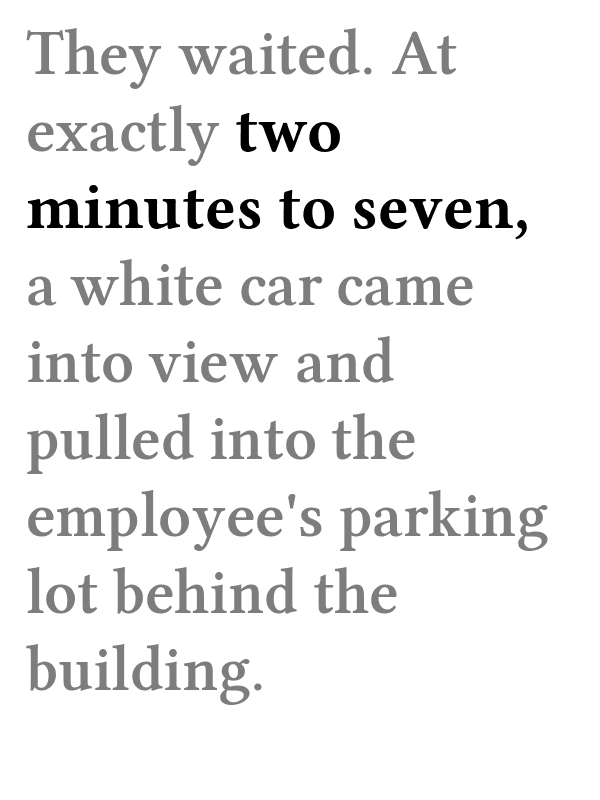 They waited. At
exactly two
minutes to seven,
a white car came
into view and
pulled into the
employee's parking
lot behind the
building.